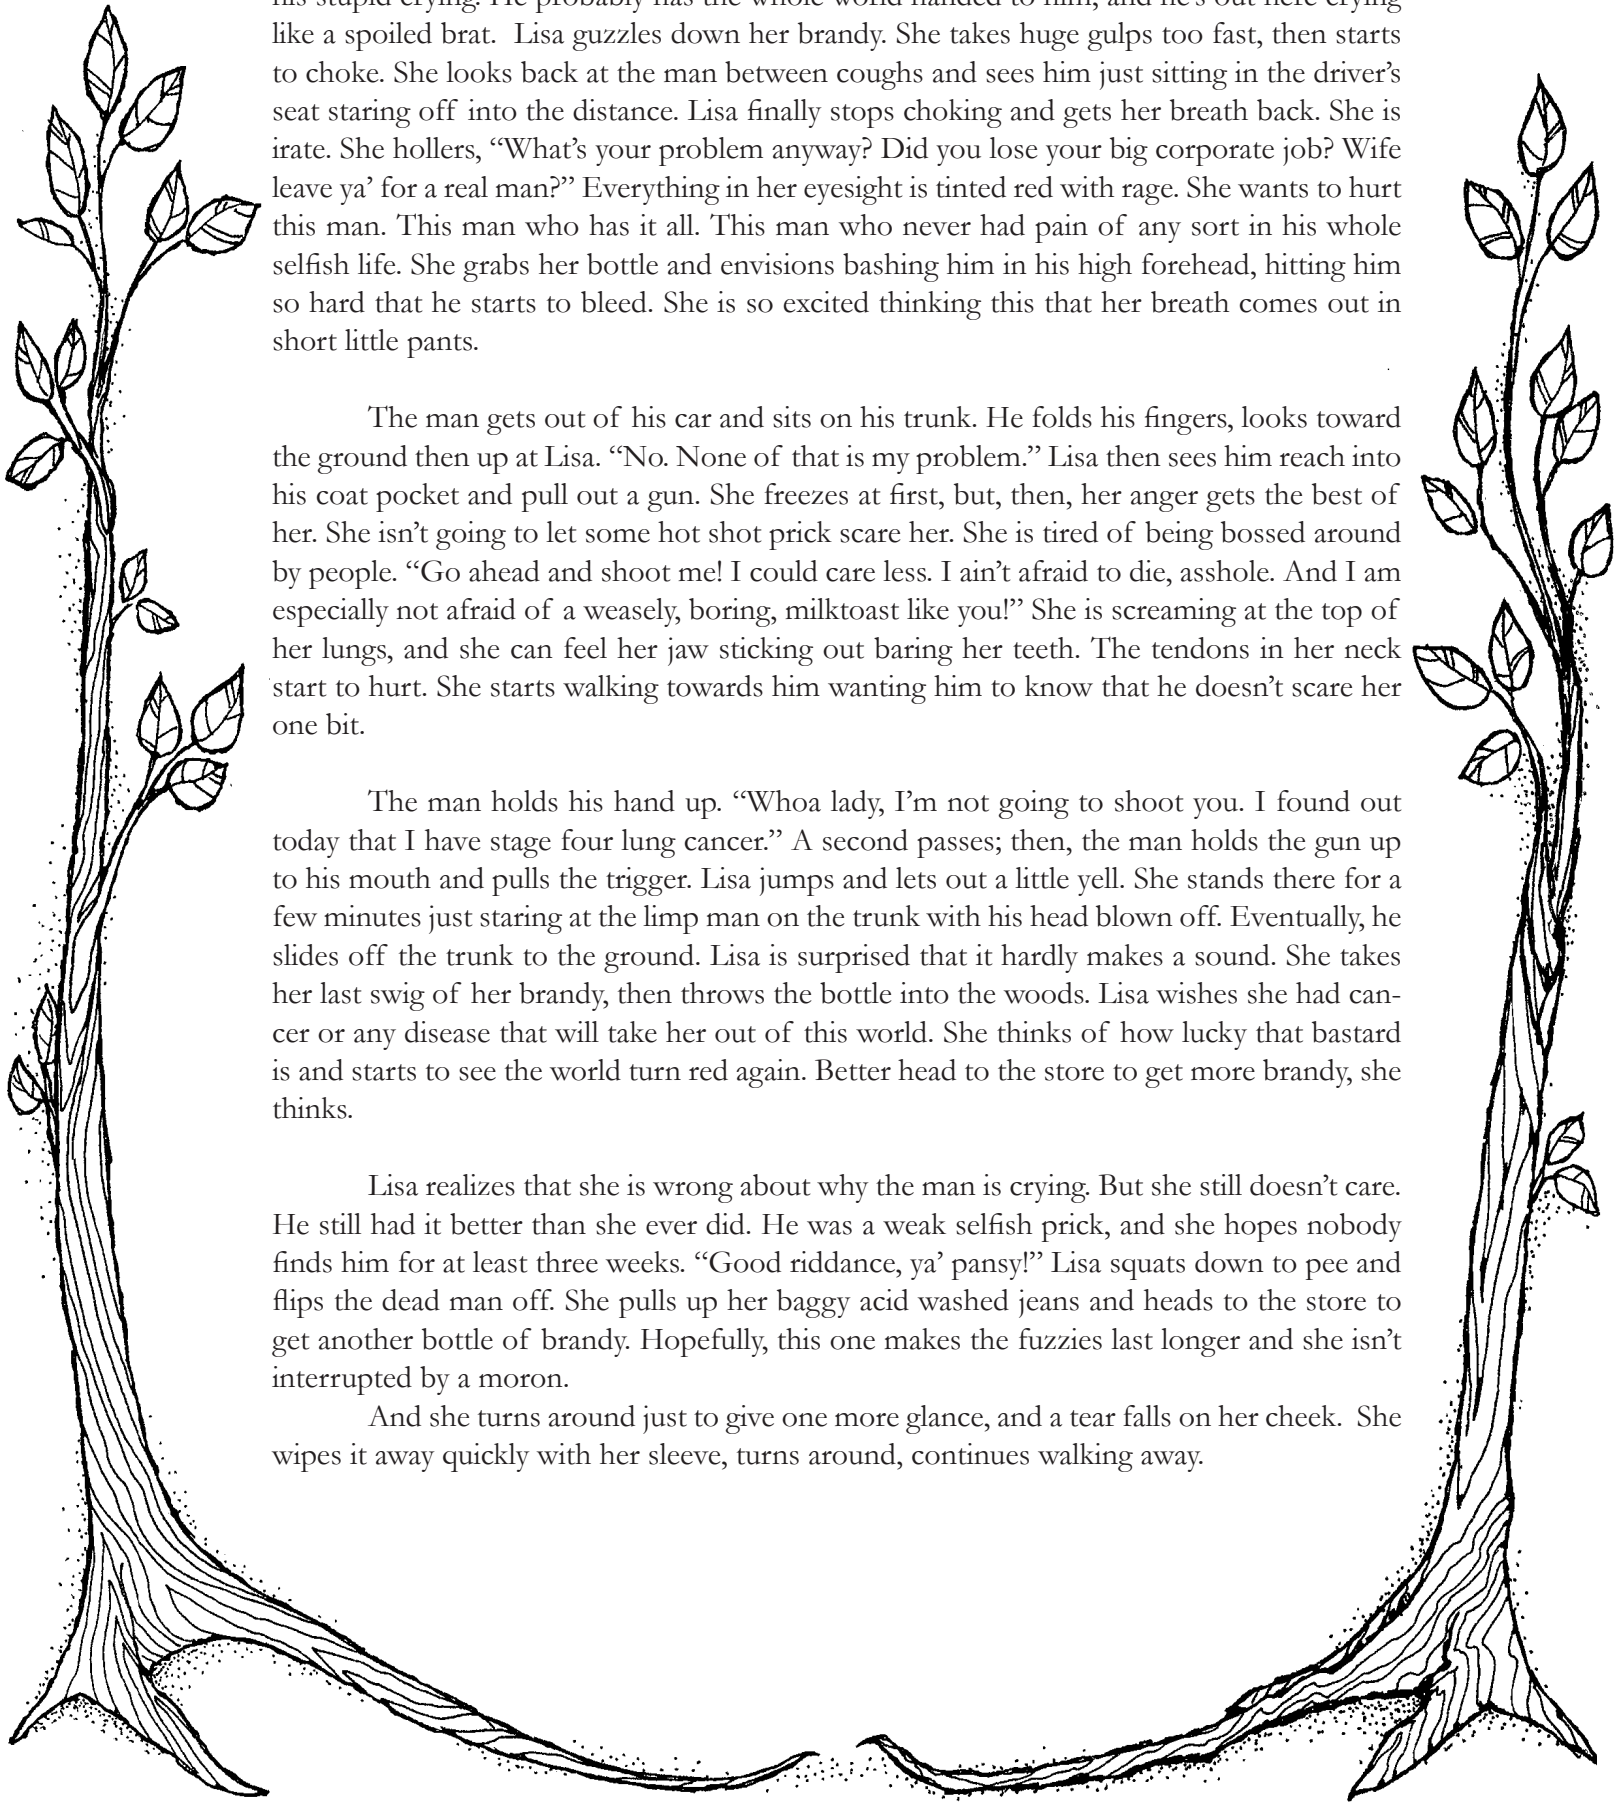 his stupid crying. He probably has the whole world handed to him, and he's out here crying
like a spoiled brat.  Lisa guzzles down her brandy. She takes huge gulps too fast, then starts
to choke. She looks back at the man between coughs and sees him just sitting in the driver's
seat staring off into the distance. Lisa finally stops choking and gets her breath back. She is
irate. She hollers, “What's your problem anyway? Did you lose your big corporate job? Wife
leave ya' for a real man?” Everything in her eyesight is tinted red with rage. She wants to hurt
this man. This man who has it all. This man who never had pain of any sort in his whole
selfish life. She grabs her bottle and envisions bashing him in his high forehead, hitting him
so hard that he starts to bleed. She is so excited thinking this that her breath comes out in
short little pants.
The man gets out of his car and sits on his trunk. He folds his fingers, looks toward
the ground then up at Lisa. “No. None of that is my problem.” Lisa then sees him reach into
his coat pocket and pull out a gun. She freezes at first, but, then, her anger gets the best of
her. She isn't going to let some hot shot prick scare her. She is tired of being bossed around
by people. “Go ahead and shoot me! I could care less. I ain't afraid to die, asshole. And I am
especially not afraid of a weasely, boring, milktoast like you!” She is screaming at the top of
her lungs, and she can feel her jaw sticking out baring her teeth. The tendons in her neck
start to hurt. She starts walking towards him wanting him to know that he doesn't scare her
one bit.
The man holds his hand up. “Whoa lady, I'm not going to shoot you. I found out
today that I have stage four lung cancer.” A second passes; then, the man holds the gun up
to his mouth and pulls the trigger. Lisa jumps and lets out a little yell. She stands there for a
few minutes just staring at the limp man on the trunk with his head blown off. Eventually, he
slides off the trunk to the ground. Lisa is surprised that it hardly makes a sound. She takes
her last swig of her brandy, then throws the bottle into the woods. Lisa wishes she had can-
cer or any disease that will take her out of this world. She thinks of how lucky that bastard
is and starts to see the world turn red again. Better head to the store to get more brandy, she
thinks.
Lisa realizes that she is wrong about why the man is crying. But she still doesn't care.
He still had it better than she ever did. He was a weak selfish prick, and she hopes nobody
finds him for at least three weeks. “Good riddance, ya' pansy!” Lisa squats down to pee and
flips the dead man off. She pulls up her baggy acid washed jeans and heads to the store to
get another bottle of brandy. Hopefully, this one makes the fuzzies last longer and she isn't
interrupted by a moron.
And she turns around just to give one more glance, and a tear falls on her cheek.  She
wipes it away quickly with her sleeve, turns around, continues walking away.